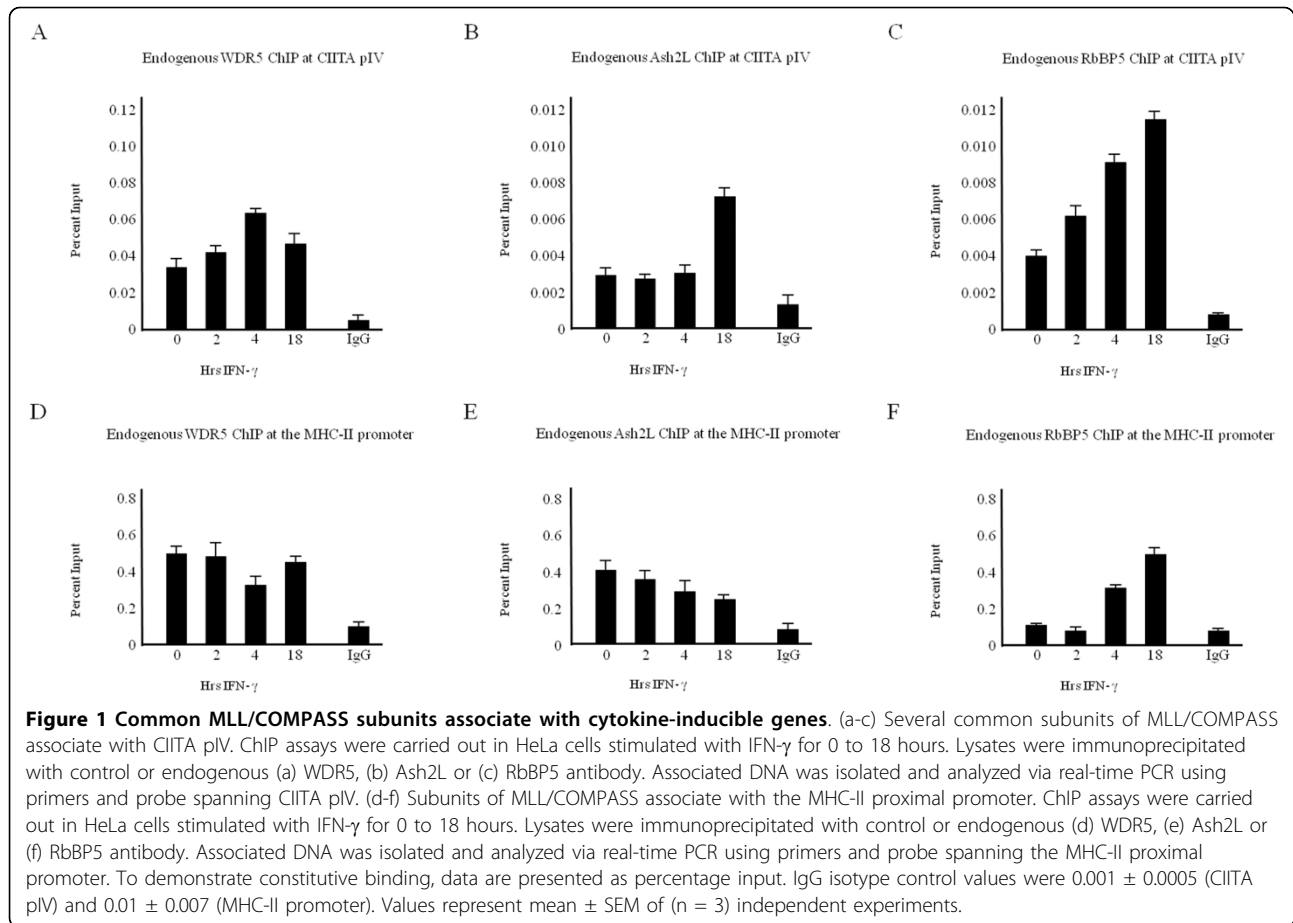 A
B
C
Endogenous WDR5 ChIP at CIITA pIV
Endogenous Ash2L ChIP at CIITA pIV
Endogenous RbBP5 ChIP at CIITA pIV
Percent Input
0.12
0.10
0.08
0.06
0.04
0.02
0
0 2 4 18 IgG
Hrs IFN-γ
Percent Input
0.012
0.010
0.008
0.006
0.004
0.002
0
0 2 4 18 IgG
Hrs IFN-γ
Percent Input
0.012
0.010
0.008
0.006
0.004
0.002
0
0 2 4 18 IgG
Hrs IFN-γ
D
E
F
Endogenous WDR5 ChIP at the MHC-II promoter
Endogenous Ash2L ChIP at the MHC-II promoter
Endogenous RbBP5 ChIP at the MHC-II promoter
Percent Input
0.8
0.6
0.4
0.2
0
0 2 4 18 IgG
Hrs IFN-γ
Percent Input
0.8
0.6
0.4
0.2
0
0 2 4 18 IgG
Hrs IFN-γ
Percent Input
0.8
0.6
0.4
0.2
0
0 2 4 18 IgG
Hrs IFN-γ
Figure 1 Common MLL/COMPASS subunits associate with cytokine-inducible genes. (a-c) Several common subunits of MLL/COMPASS
associate with CIITA pIV. ChIP assays were carried out in HeLa cells stimulated with IFN-γ for 0 to 18 hours. Lysates were immunoprecipitated
with control or endogenous (a) WDR5, (b) Ash2L or (c) RbBP5 antibody. Associated DNA was isolated and analyzed via real-time PCR using
primers and probe spanning CIITA pIV. (d-f) Subunits of MLL/COMPASS associate with the MHC-II proximal promoter. ChIP assays were carried
out in HeLa cells stimulated with IFN-γ for 0 to 18 hours. Lysates were immunoprecipitated with control or endogenous (d) WDR5, (e) Ash2L or
(f) RbBP5 antibody. Associated DNA was isolated and analyzed via real-time PCR using primers and probe spanning the MHC-II proximal
promoter. To demonstrate constitutive binding, data are presented as percentage input. IgG isotype control values were 0.001 ± 0.0005 (CIITA
pIV) and 0.01 ± 0.007 (MHC-II promoter). Values represent mean ± SEM of (n = 3) independent experiments.